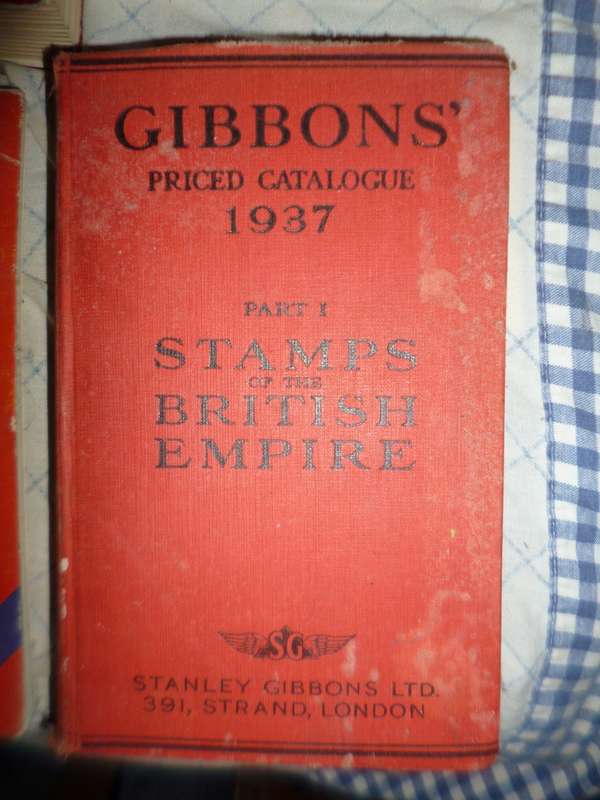 GIBBONS'
PRICED CATALOGUE
1937
PART I
STAMPS
OF THE
BRITISH
EMPIRE
SG
STANLEY GIBBONS LTD.
391, STRAND, LONDON